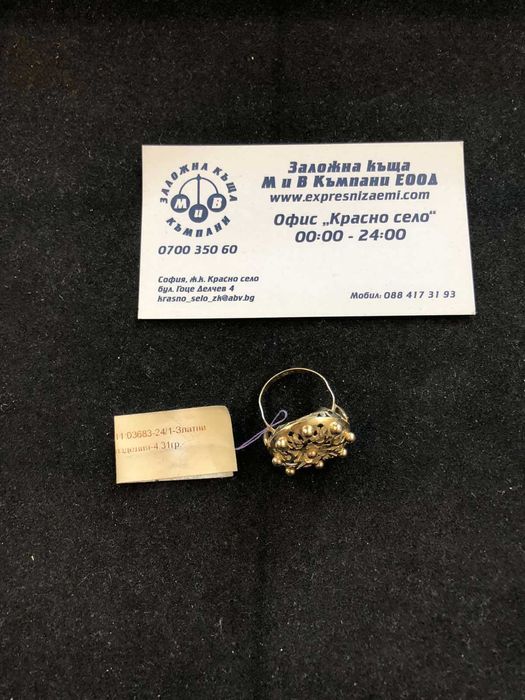 ЗАЛОЖНА КЪЩА
М и В
КЪМПАНИ
0700 350 60
Заложна къща
М и В Къмпани ЕООД
www.expresnizaemi.com
Офис „Красно село“
00:00 - 24:00
София, ж.к. Красно село
бул. Гоце Делчев 4
krasno_selo_zk@abv.bg
Мобил: 088 417 31 93
03683-24/1-Златни
изделия-4.31гр.